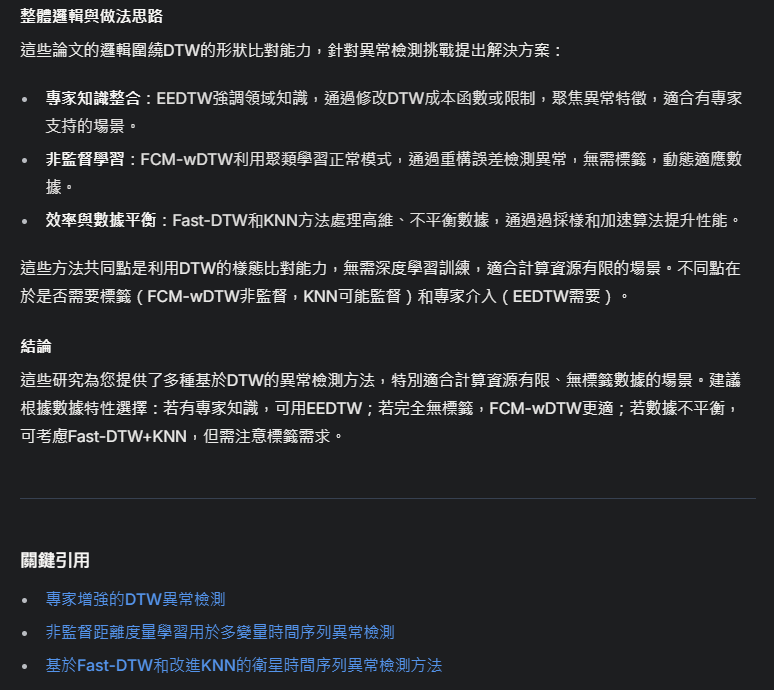 整體邏輯與做法思路
這些論文的邏輯圍繞DTW的形狀比對能力，針對異常檢測挑戰提出解決方案：
• 專家知識整合：EEDTW強調領域知識，通過修改DTW成本函數或限制，聚焦異常特徵，適合有專家
支持的場景。
• 非監督學習：FCM-wDTW利用聚類學習正常模式，通過重構誤差檢測異常，無需標籤，動態適應數
據。
• 效率與數據平衡：Fast-DTW和KNN方法處理高維、不平衡數據，通過過採樣和加速算法提升性能。
這些方法共同點是利用DTW的樣態比對能力，無需深度學習訓練，適合計算資源有限的場景。不同點在
於是否需要標籤（FCM-wDTW非監督，KNN可能監督）和專家介入（EEDTW需要）。
結論
這些研究為您提供了多種基於DTW的異常檢測方法，特別適合計算資源有限、無標籤數據的場景。建議
根據數據特性選擇：若有專家知識，可用EEDTW；若完全無標籤，FCM-wDTW更適；若數據不平衡，
可考慮Fast-DTW+KNN，但需注意標籤需求。
關鍵引用
• 專家增強的DTW異常檢測
• 非監督距離度量學習用於多變量時間序列異常檢測
• 基於Fast-DTW和改進KNN的衛星時間序列異常檢測方法